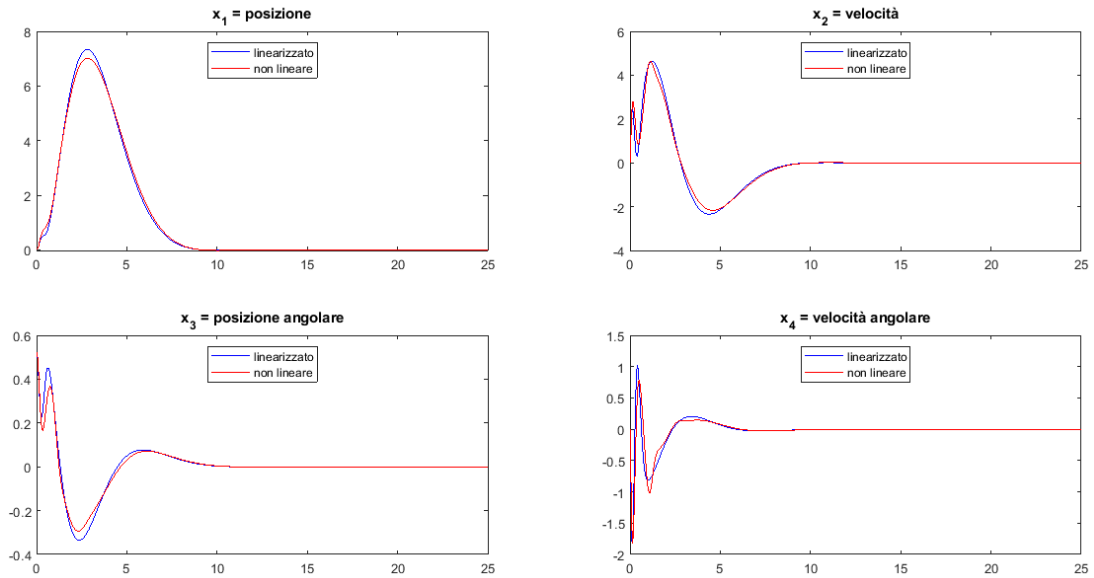 x1 = posizione
linearizzato
non lineare
8
6
4
2
0
0 5 10 15 20 25
x2 = velocità
linearizzato
non lineare
6
4
2
0
-2
-4
0 5 10 15 20 25
x3 = posizione angolare
linearizzato
non lineare
0.6
0.4
0.2
0
-0.2
-0.4
0 5 10 15 20 25
x4 = velocità angolare
linearizzato
non lineare
1.5
1
0.5
0
-0.5
-1
-1.5
-2
0 5 10 15 20 25